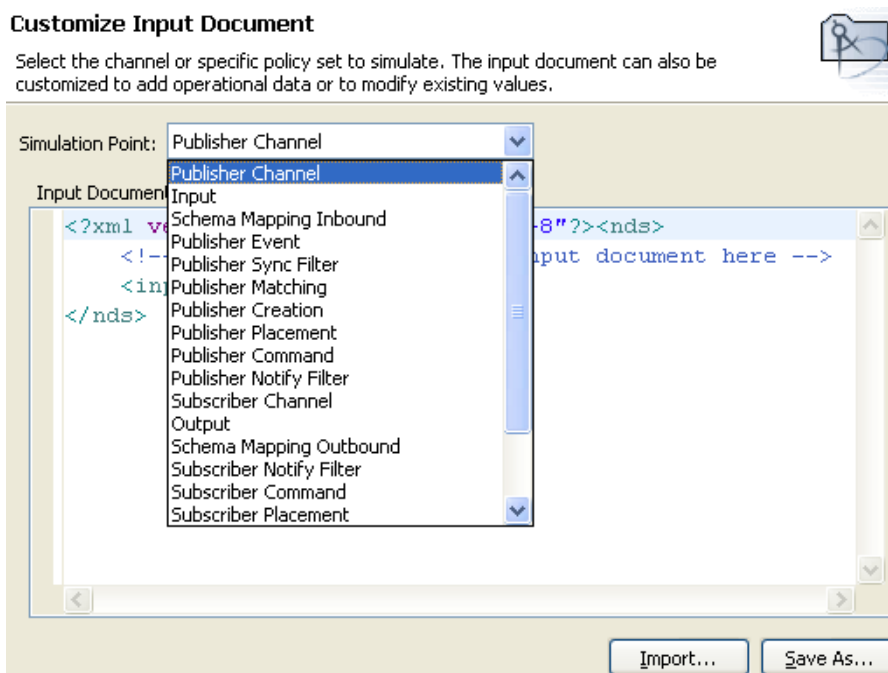 Customize Input Document
Select the channel or specific policy set to simulate. The input document can also be
customized to add operational data or to modify existing values.
Simulation Point: Publisher Channel
Publisher Channel
Input
Schema Mapping Inbound
Publisher Event
Publisher Sync Filter
Publisher Matching
Publisher Creation
Publisher Placement
Publisher Command
Publisher Notify Filter
Subscriber Channel
Output
Schema Mapping Outbound
Subscriber Notify Filter
Subscriber Command
Subscriber Placement
Input Document
<?xml -8"?><nds>
<!-- document here -->
</nds>
Import...
Save As...